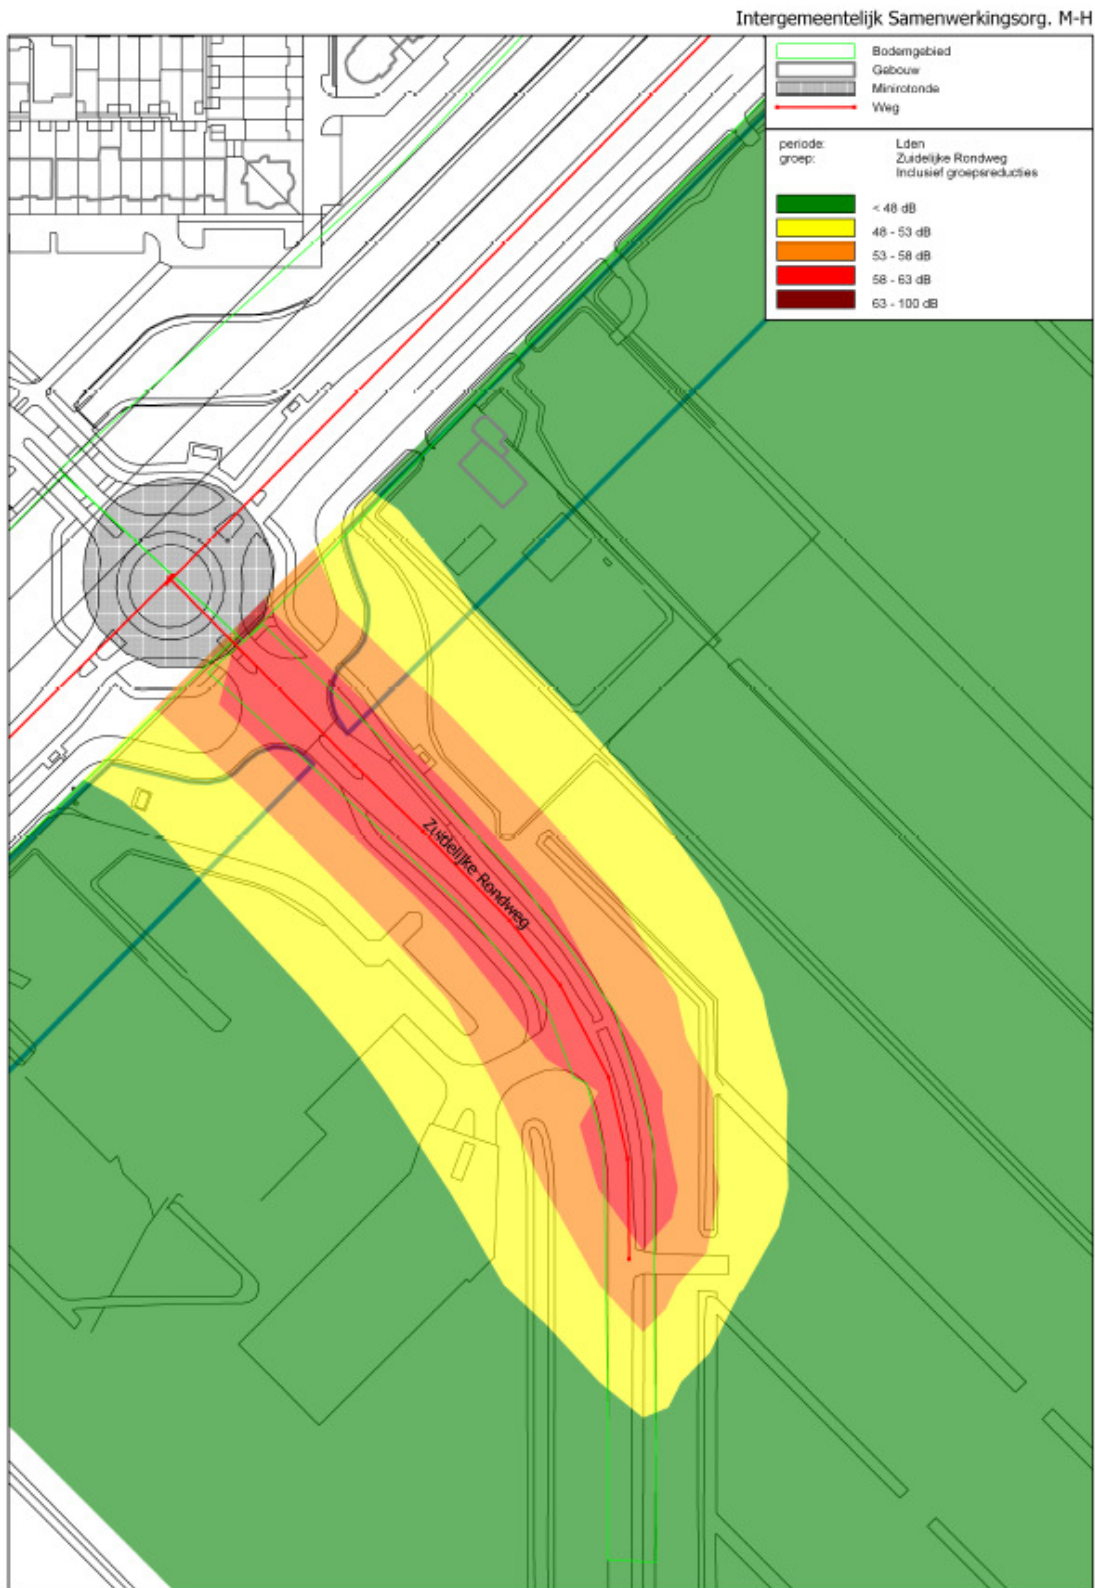 Intergemeentelijk Samenwerkingsorg. M-H
Bodemgebied
Gebouw
Minirotonde
Weg
periode: Lden
groep: Zuidelijke Rondweg
Inclusief groepsreducties
< 48 dB
48 - 53 dB
53 - 58 dB
58 - 63 dB
63 - 100 dB
Zuidelijke Rondweg